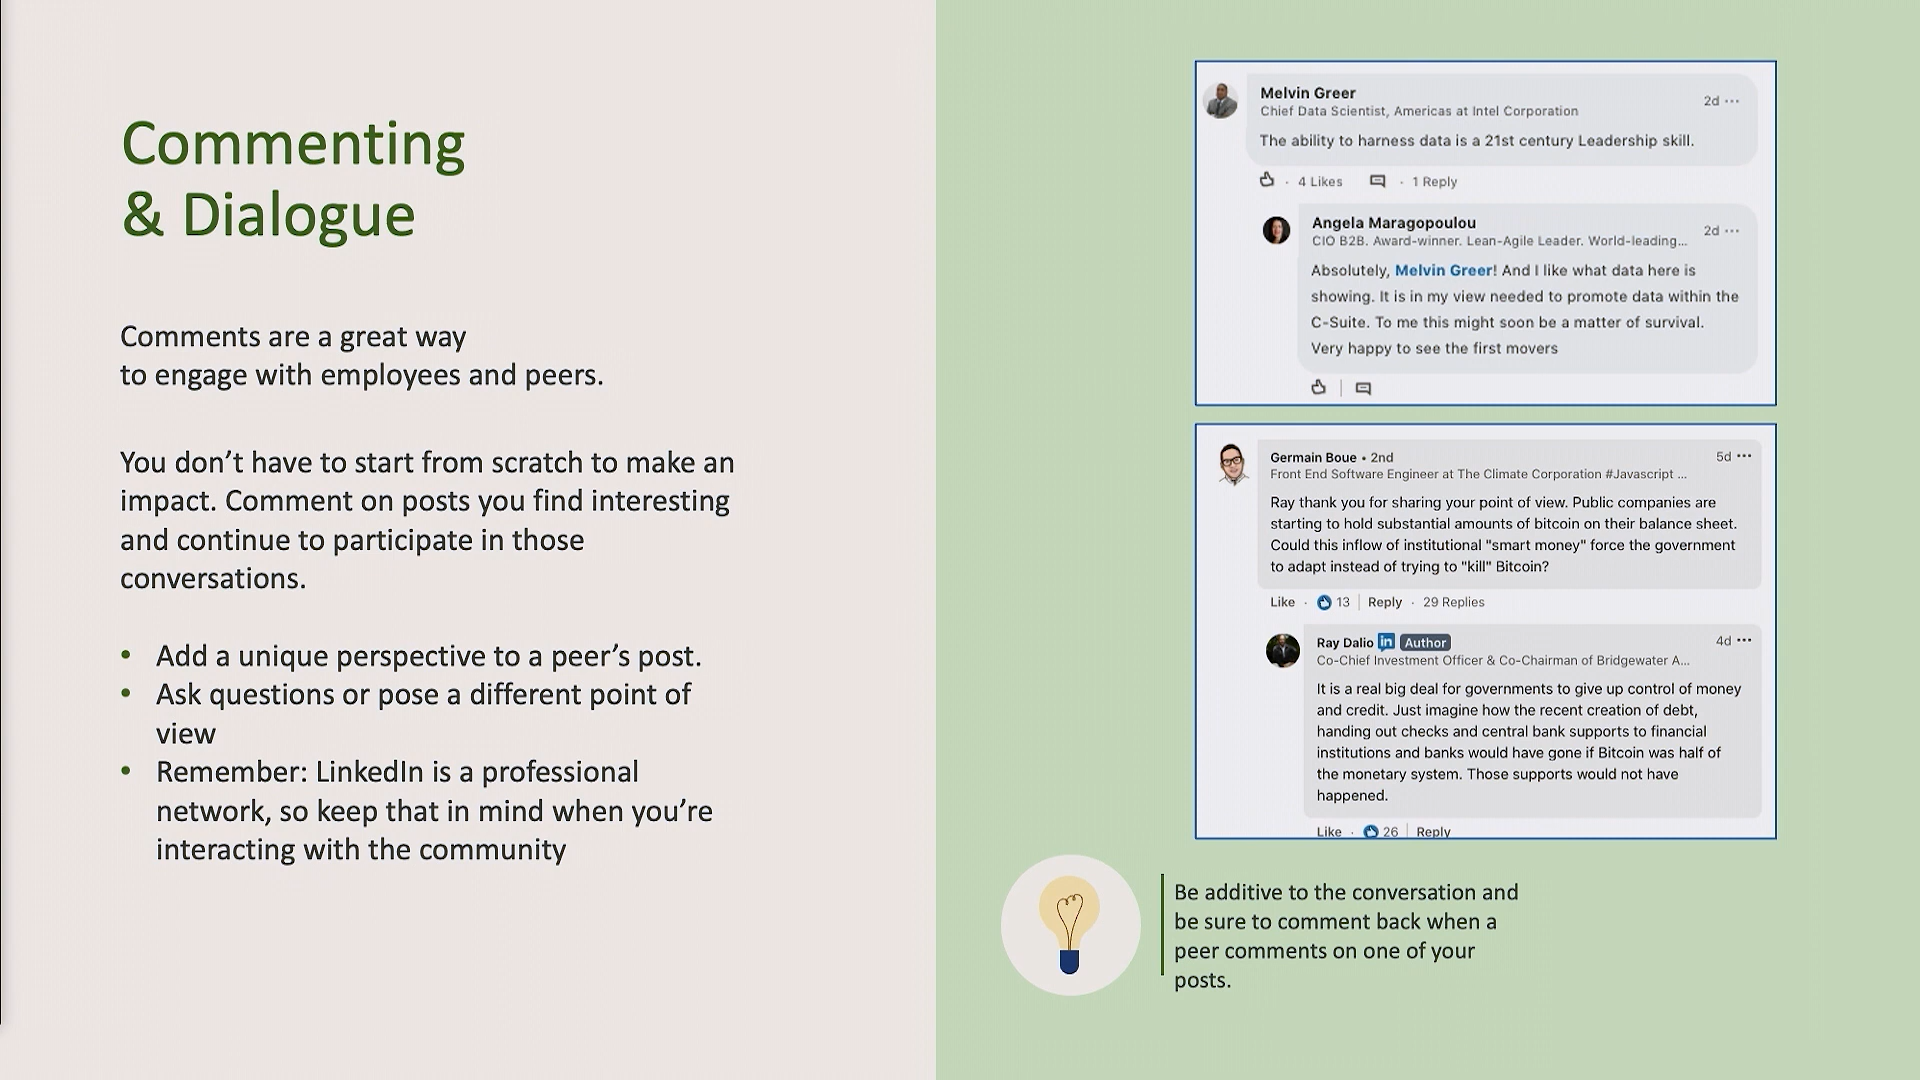 Commenting
& Dialogue
Comments are a great way
to engage with employees and peers.
You don’t have to start from scratch to make an
impact. Comment on posts you find interesting
and continue to participate in those
conversations.
• Add a unique perspective to a peer’s post.
• Ask questions or pose a different point of
view
• Remember: LinkedIn is a professional
network, so keep that in mind when you’re
interacting with the community
Melvin Greer
2d ···
Chief Data Scientist, Americas at Intel Corporation
The ability to harness data is a 21st century Leadership skill.
· 4 Likes · 1 Reply
Angela Maragopoulou
2d ···
CIO B2B. Award-winner. Lean-Agile Leader. World-leading...
Absolutely, Melvin Greer! And I like what data here is
showing. It is in my view needed to promote data within the
C-Suite. To me this might soon be a matter of survival.
Very happy to see the first movers
Germain Boue • 2nd
5d ···
Front End Software Engineer at The Climate Corporation #Javascript ...
Ray thank you for sharing your point of view. Public companies are
starting to hold substantial amounts of bitcoin on their balance sheet.
Could this inflow of institutional "smart money" force the government
to adapt instead of trying to "kill" Bitcoin?
Like · 13 | Reply · 29 Replies
Ray Dalio in Author
4d ···
Co-Chief Investment Officer & Co-Chairman of Bridgewater A...
It is a real big deal for governments to give up control of money
and credit. Just imagine how the recent creation of debt,
handing out checks and central bank supports to financial
institutions and banks would have gone if Bitcoin was half of
the monetary system. Those supports would not have
happened.
Like · 26 | Reply
Be additive to the conversation and
be sure to comment back when a
peer comments on one of your
posts.